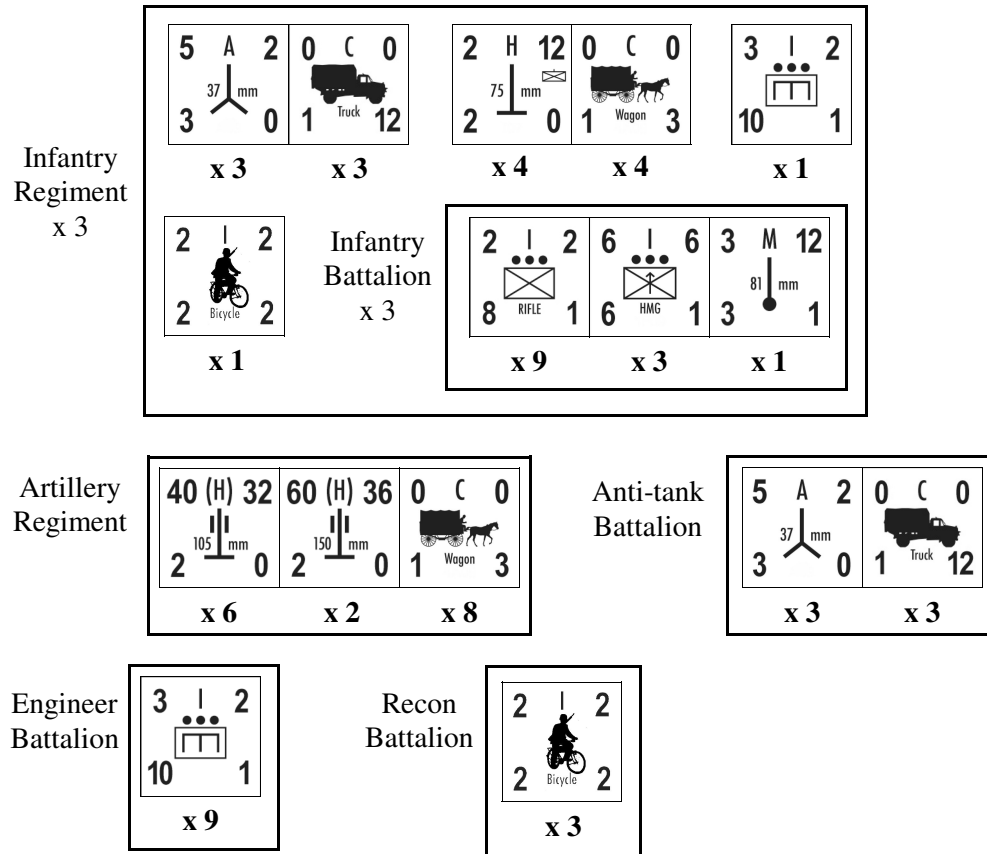 5 A 2 0 C 0
37 mm
3 0 1 Truck 12
x 3 x 3
2 H 12 0 C 0
75 mm
2 0 1 Wagon 3
x 4 x 4
3 I 2
10 1
x 1
Infantry
Regiment
x 3
2 I 2
2 Bicycle 2
x 1
Infantry
Battalion
x 3
2 I 2 6 I 6 3 M 12
81 mm
8 RIFLE 1 6 HMG 1 3 1
x 9 x 3 x 1
Artillery
Regiment
40 (H) 32 60 (H) 36 0 C 0
105 mm 150 mm
2 0 2 0 1 Wagon 3
x 6 x 2 x 8
Anti-tank
Battalion
5 A 2 0 C 0
37 mm
3 0 1 Truck 12
x 3 x 3
Engineer
Battalion
3 I 2
10 1
x 9
Recon
Battalion
2 I 2
2 Bicycle 2
x 3